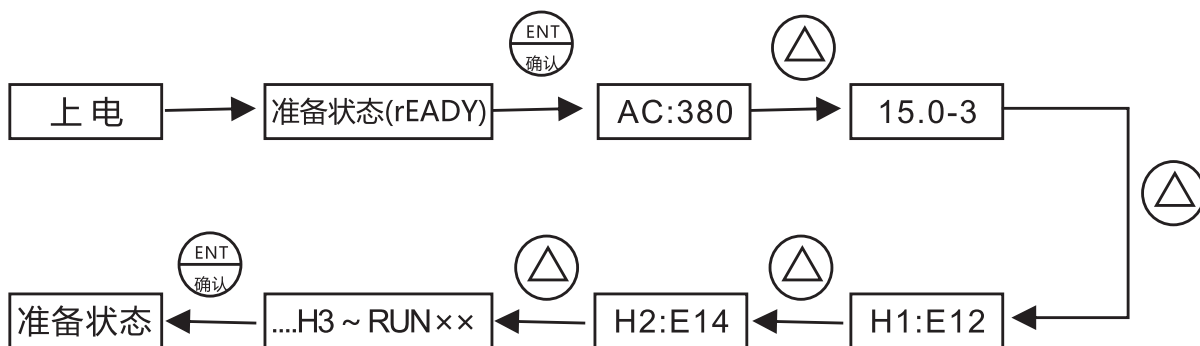 ENT
确认
上电
准备状态(rEADY)
AC:380
15.0-3
ENT
确认
准备状态
....H3~RUN××
H2:E14
H1:E12